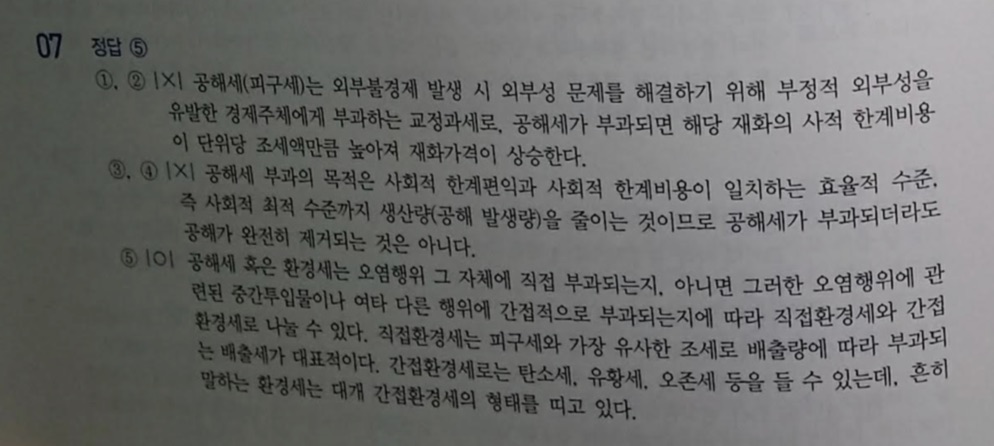 07 정답 ⑤
①, ② |×| 공해세(피구세)는 외부불경제 발생 시 외부성 문제를 해결하기 위해 부정적 외부성을
유발한 경제주체에게 부과하는 교정과세로, 공해세가 부과되면 해당 재화의 사적 한계비용
이 단위당 조세액만큼 높아져 재화가격이 상승한다.
③, ④ |×| 공해세 부과의 목적은 사회적 한계편익과 사회적 한계비용이 일치하는 효율적 수준,
즉 사회적 최적 수준까지 생산량(공해 발생량)을 줄이는 것이므로 공해세가 부과되더라도
공해가 완전히 제거되는 것은 아니다.
⑤ |○| 공해세 혹은 환경세는 오염행위 그 자체에 직접 부과되는지, 아니면 그러한 오염행위에 관
련된 중간투입물이나 여타 다른 행위에 간접적으로 부과되는지에 따라 직접환경세와 간접
환경세로 나눌 수 있다. 직접환경세는 피구세와 가장 유사한 조세로 배출량에 따라 부과되
는 배출세가 대표적이다. 간접환경세로는 탄소세, 유황세, 오존세 등을 들 수 있는데, 흔히
말하는 환경세는 대개 간접환경세의 형태를 띠고 있다.